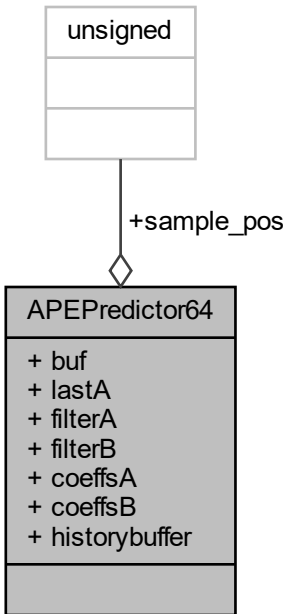 unsigned
+sample_pos
APEPredictor64
+ buf
+ lastA
+ filterA
+ filterB
+ coeffsA
+ coeffsB
+ historybuffer